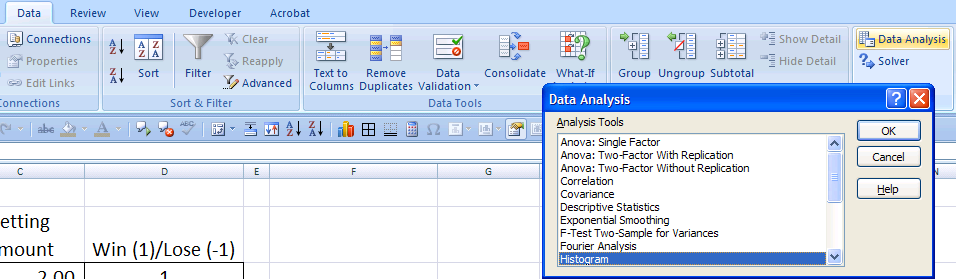 Data Review View Developer Acrobat
Connections
Properties
Edit Links
Connections
Sort
Filter
Clear
Reapply
Advanced
Sort & Filter
Text to Columns
Remove Duplicates
Data Validation
Consolidate
What-If
Data Tools
Group
Ungroup
Subtotal
Show Detail
Hide Detail
Data Analysis
Solver
abc
Data Analysis
Analysis Tools
Anova: Single Factor
Anova: Two-Factor With Replication
Anova: Two-Factor Without Replication
Correlation
Covariance
Descriptive Statistics
Exponential Smoothing
F-Test Two-Sample for Variances
Fourier Analysis
Histogram
OK
Cancel
Help
C D E F G N
etting
mount Win (1)/Lose (-1)
2.00 1